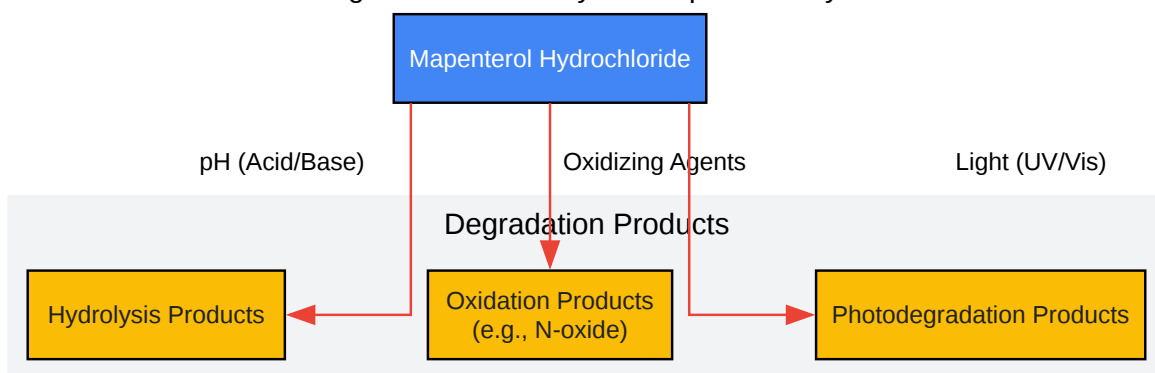 Mapenterol Hydrochloride
pH (Acid/Base)
Oxidizing Agents
Light (UV/Vis)
Degradation Products
Hydrolysis Products
Oxidation Products
(e.g., N-oxide)
Photodegradation Products